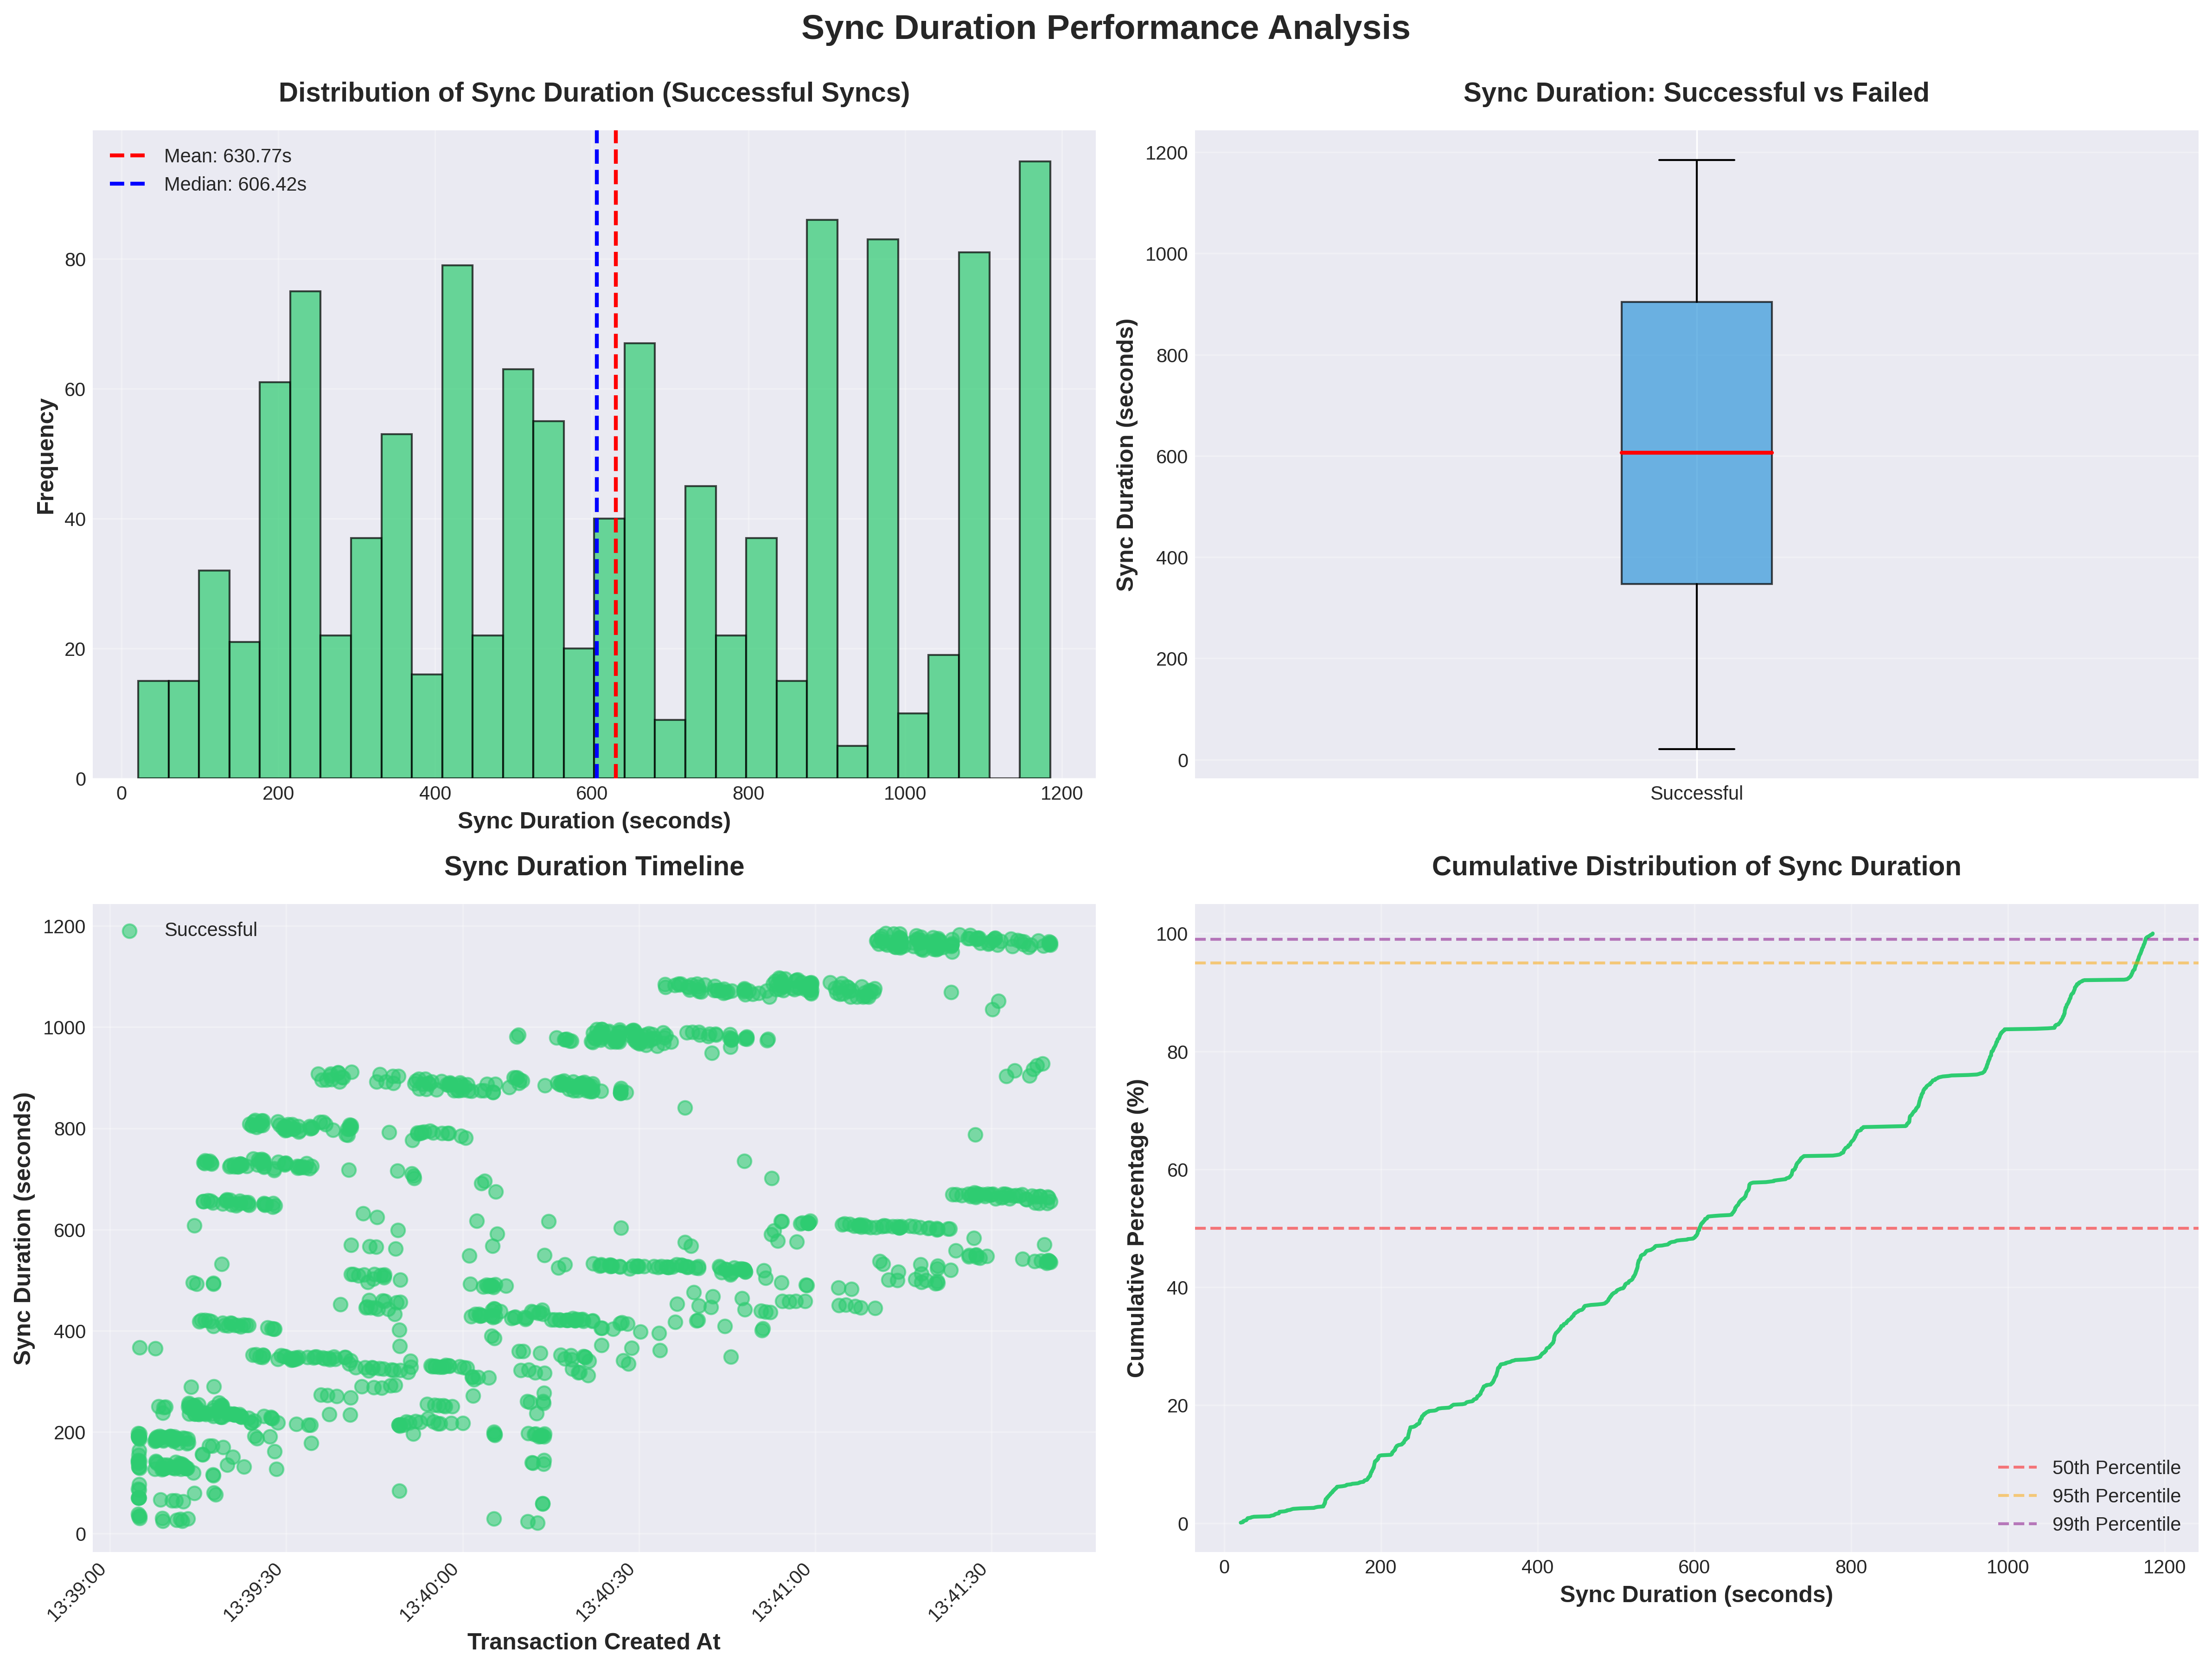 Sync Duration Performance Analysis
Distribution of Sync Duration (Successful Syncs)
Mean: 630.77s
Median: 606.42s
Frequency
80
60
40
20
0
0 200 400 600 800 1000 1200
Sync Duration (seconds)
Sync Duration: Successful vs Failed
Sync Duration (seconds)
1200
1000
800
600
400
200
0
Successful
Sync Duration Timeline
Successful
Sync Duration (seconds)
1200
1000
800
600
400
200
0
13:39:00 13:39:30 13:40:00 13:40:30 13:41:00 13:41:30
Transaction Created At
Cumulative Distribution of Sync Duration
Cumulative Percentage (%)
100
80
60
40
20
0
50th Percentile
95th Percentile
99th Percentile
0 200 400 600 800 1000 1200
Sync Duration (seconds)